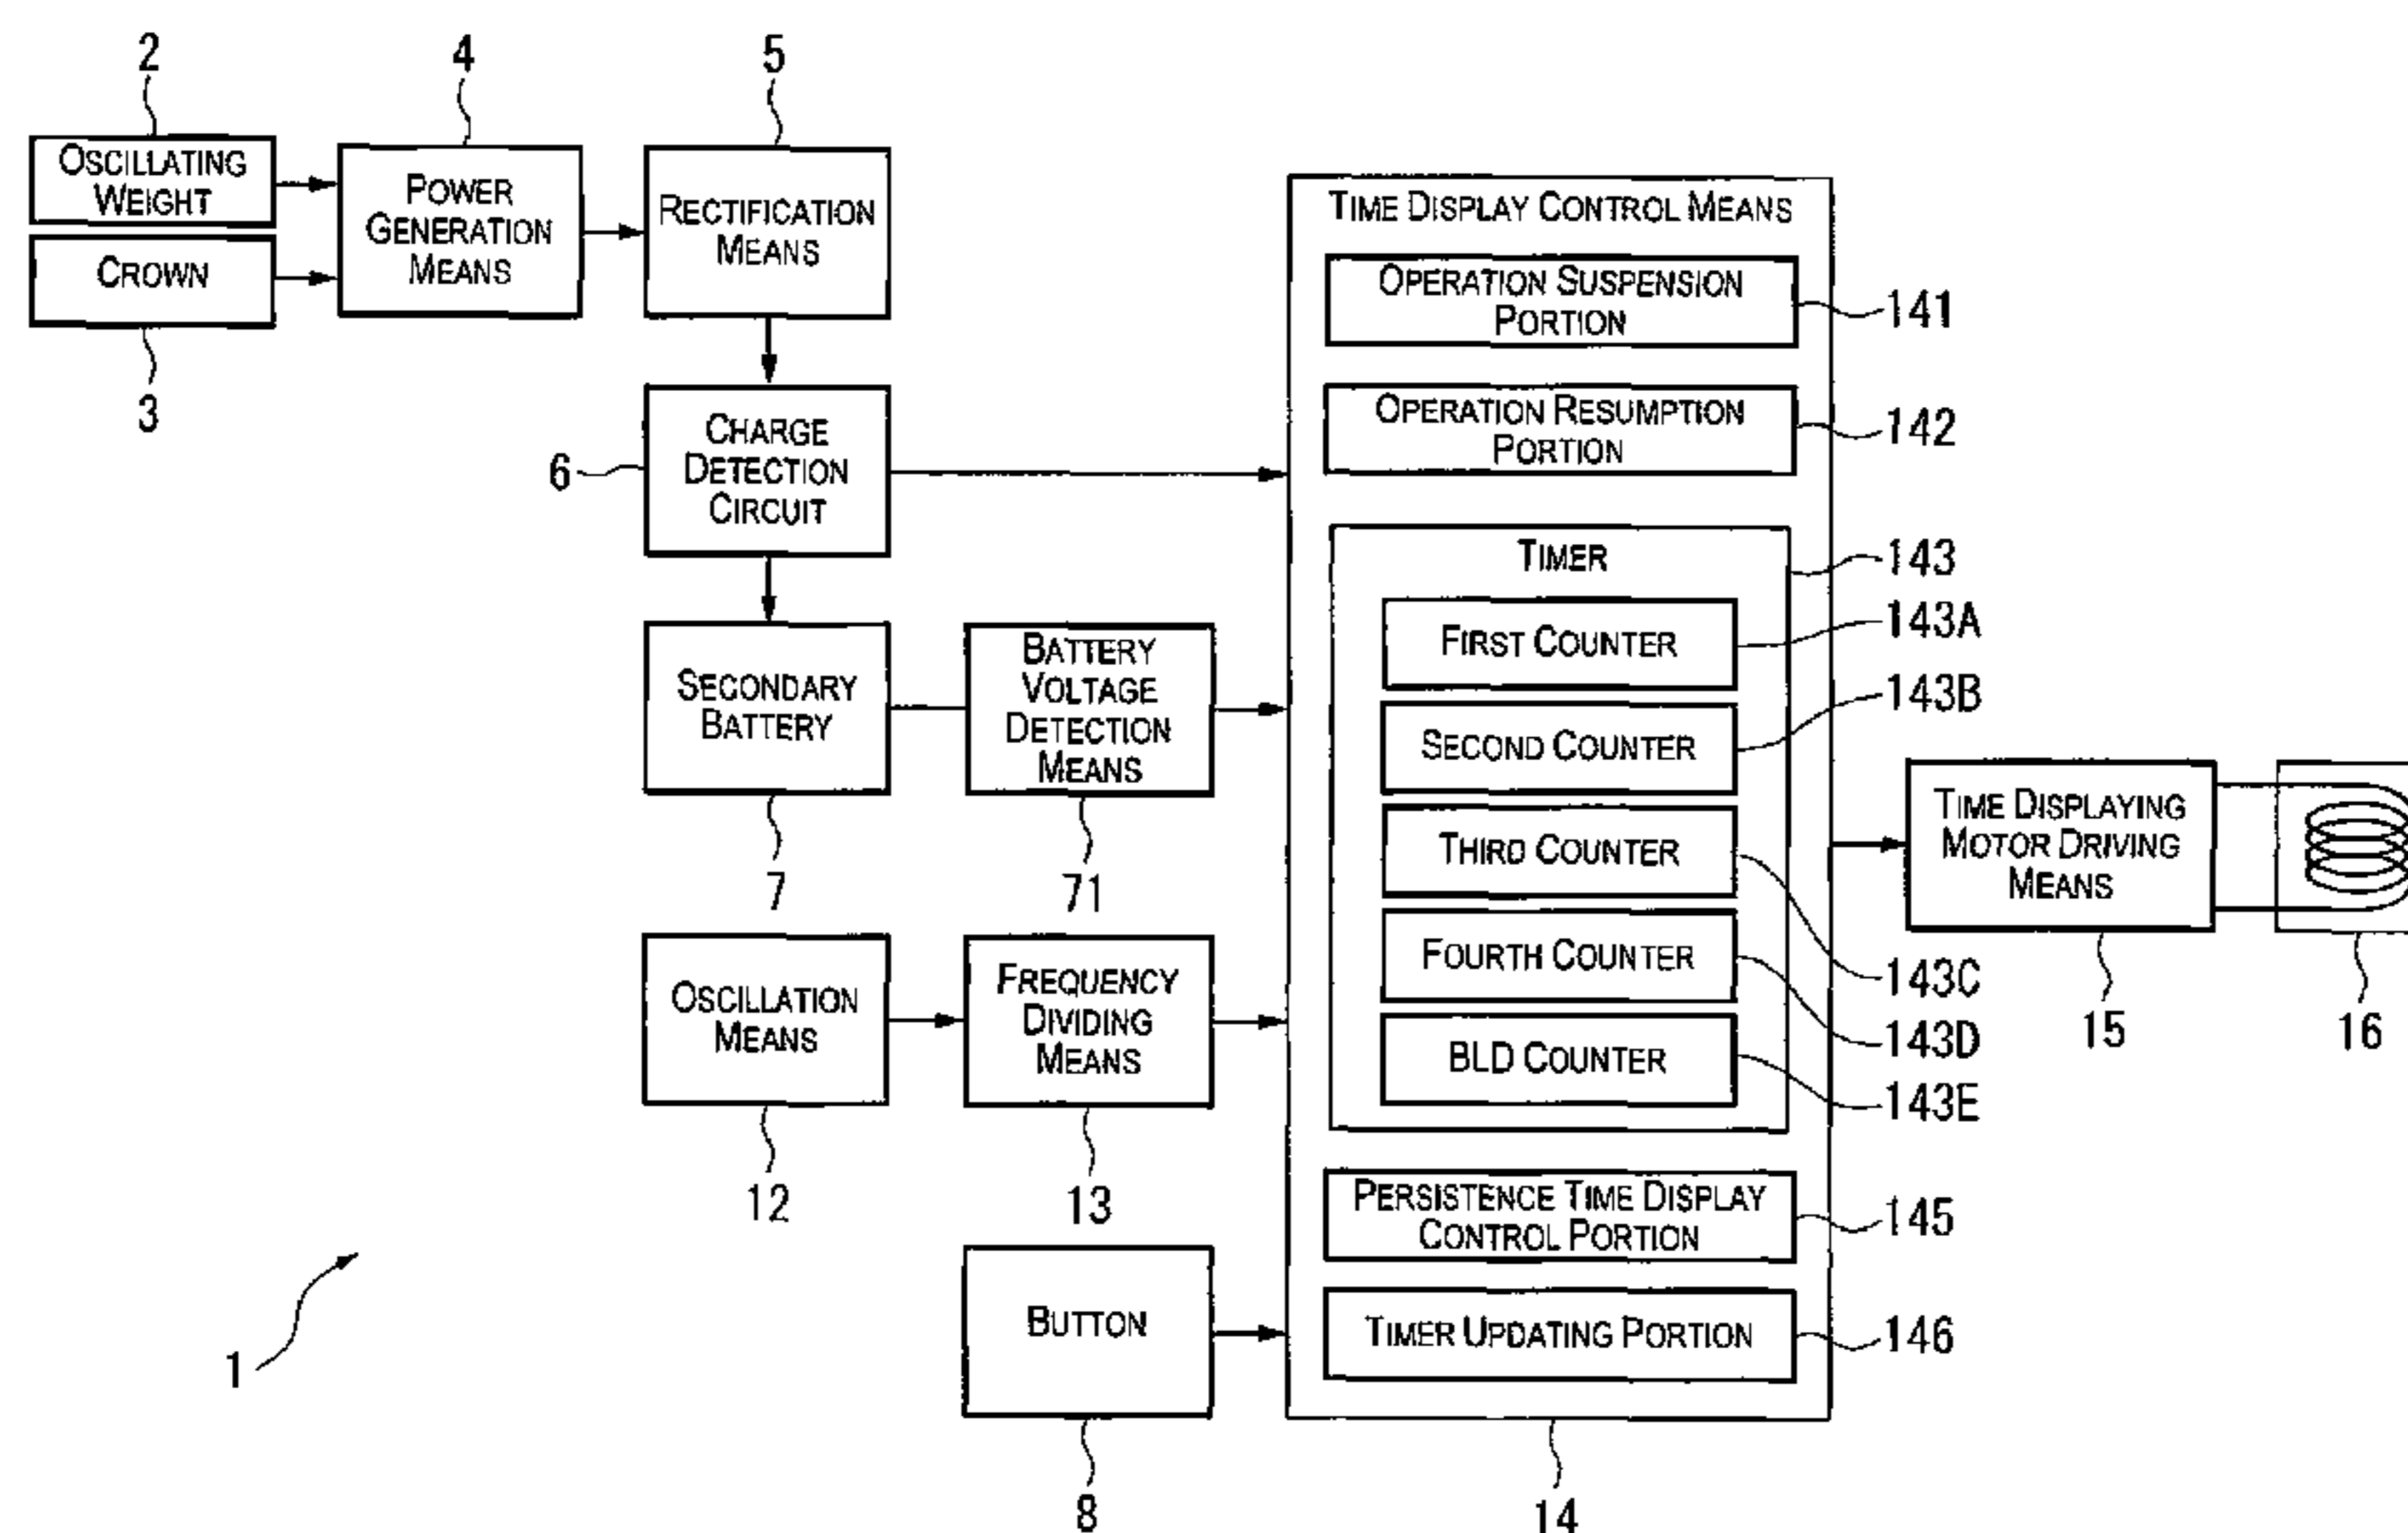 2
4
5
OSCILLATING
WEIGHT
CROWN
3
POWER
GENERATION
MEANS
RECTIFICATION
MEANS
6
CHARGE
DETECTION
CIRCUIT
SECONDARY
BATTERY
7
BATTERY
VOLTAGE
DETECTION
MEANS
71
OSCILLATION
MEANS
12
FREQUENCY
DIVIDING
MEANS
13
BUTTON
8
1
TIME DISPLAY CONTROL MEANS
OPERATION SUSPENSION
PORTION
141
OPERATION RESUMPTION
PORTION
142
TIMER
143
FIRST COUNTER
143A
SECOND COUNTER
143B
THIRD COUNTER
143C
FOURTH COUNTER
143D
BLD COUNTER
143E
PERSISTENCE TIME DISPLAY
CONTROL PORTION
145
TIMER UPDATING PORTION
146
14
TIME DISPLAYING
MOTOR DRIVING
MEANS
15
16